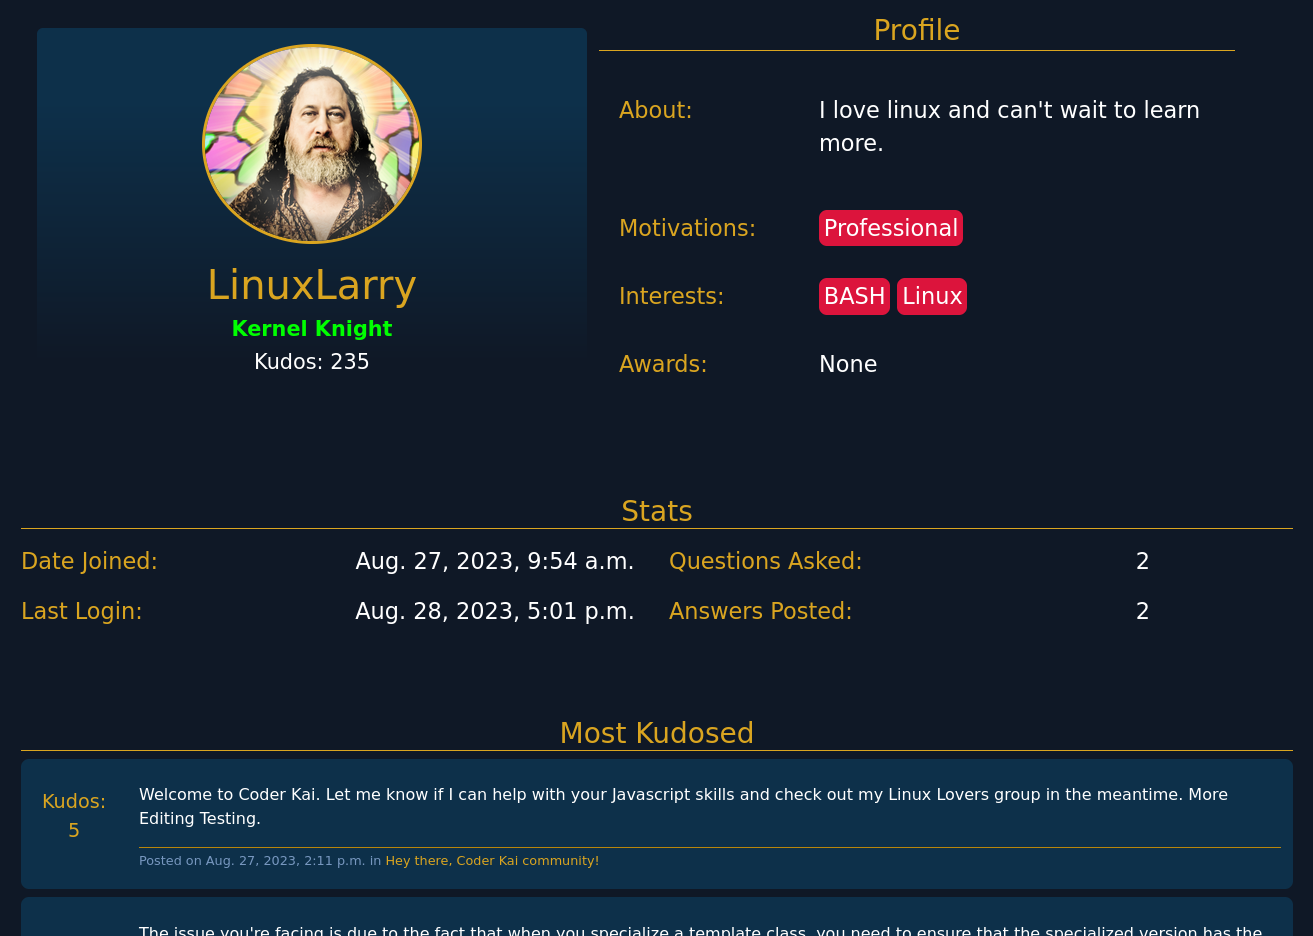 LinuxLarry
Kernel Knight
Kudos: 235
Profile
About: I love linux and can't wait to learn
more.
Motivations: Professional
Interests: BASH Linux
Awards: None
Stats
Date Joined: Aug. 27, 2023, 9:54 a.m. Questions Asked: 2
Last Login: Aug. 28, 2023, 5:01 p.m. Answers Posted: 2
Most Kudosed
Kudos:
5
Welcome to Coder Kai. Let me know if I can help with your Javascript skills and check out my Linux Lovers group in the meantime. More
Editing Testing.
Posted on Aug. 27, 2023, 2:11 p.m. in Hey there, Coder Kai community!
The issue you're facing is due to the fact that when you specialize a template class, you need to ensure that the specialized version has the